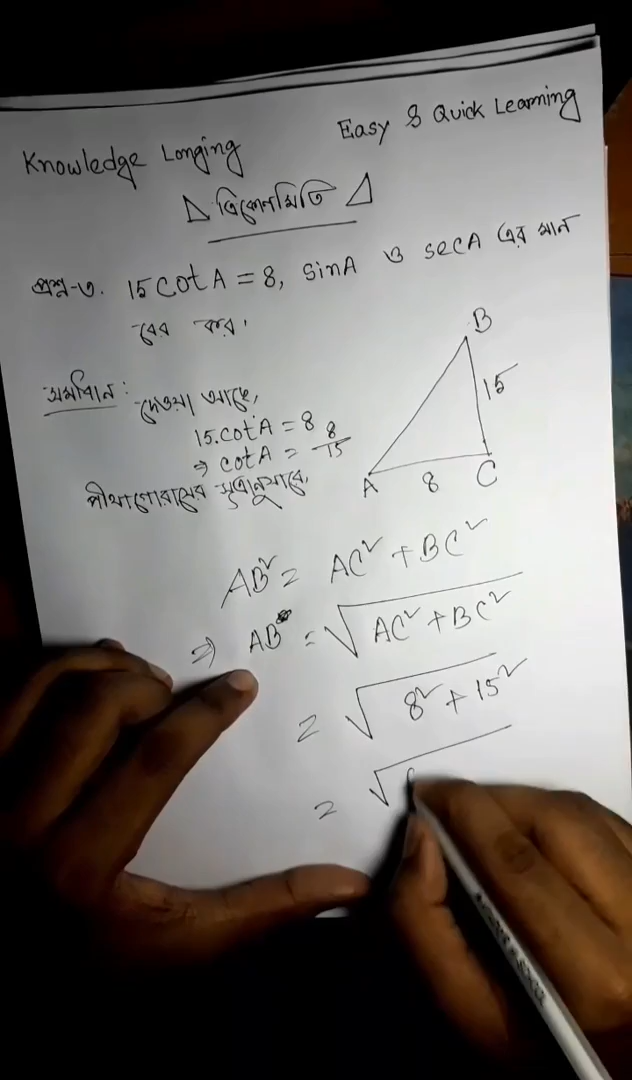 Knowledge Longing
Easy & Quick Learning
ত্রিকোনমিতি
প্রশ্ন-৩. 15 cot A = 8, sinA ও secA এর মান
বের কর।
সমাধান:
দেওয়া আছে,
15.cotA = 8
⇒ cotA = 8/15
পীথাগোরাসের সূত্রানুসারে,
B
15
A
8
C
AB² = AC² + BC²
⇒ AB = √AC² + BC²
= √8² + 15²
= √